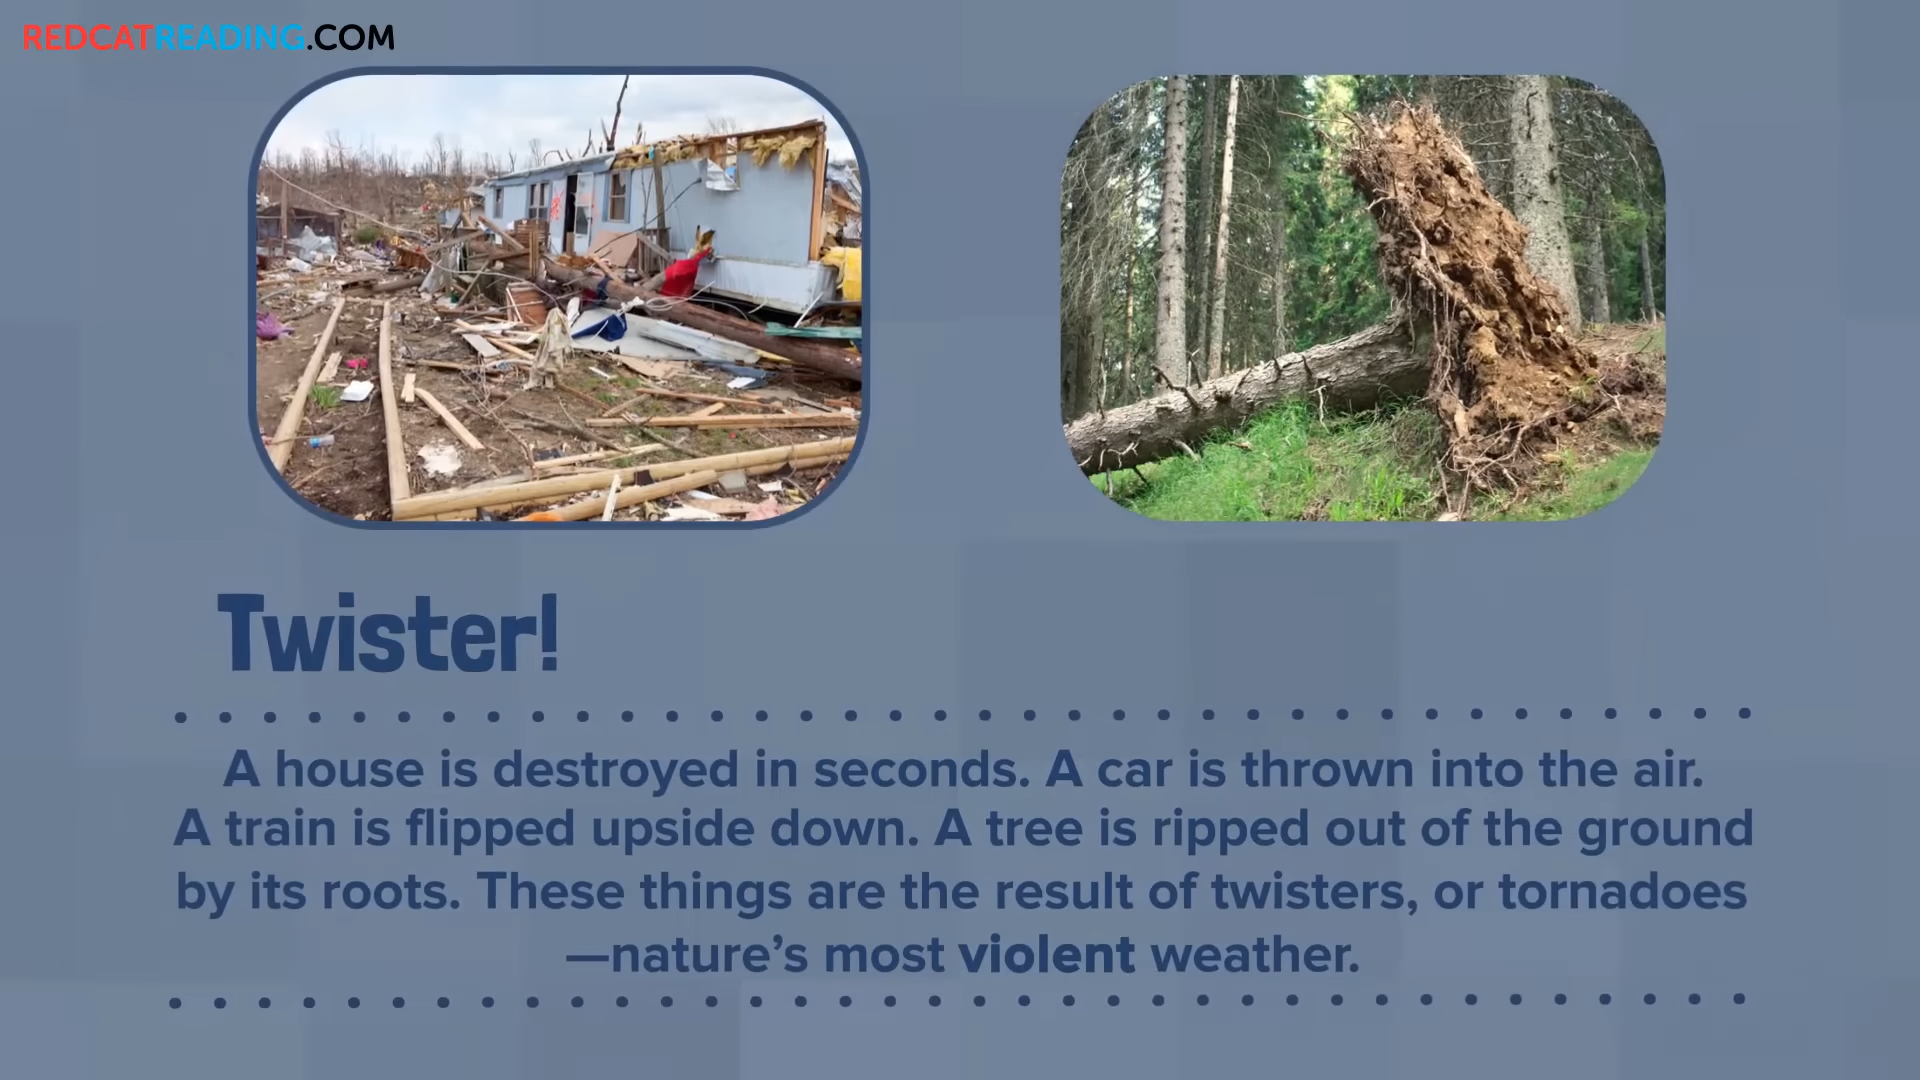 REDCATREADING.COM
Twister!
A house is destroyed in seconds. A car is thrown into the air.
A train is flipped upside down. A tree is ripped out of the ground
by its roots. These things are the result of twisters, or tornadoes
—nature’s most violent weather.